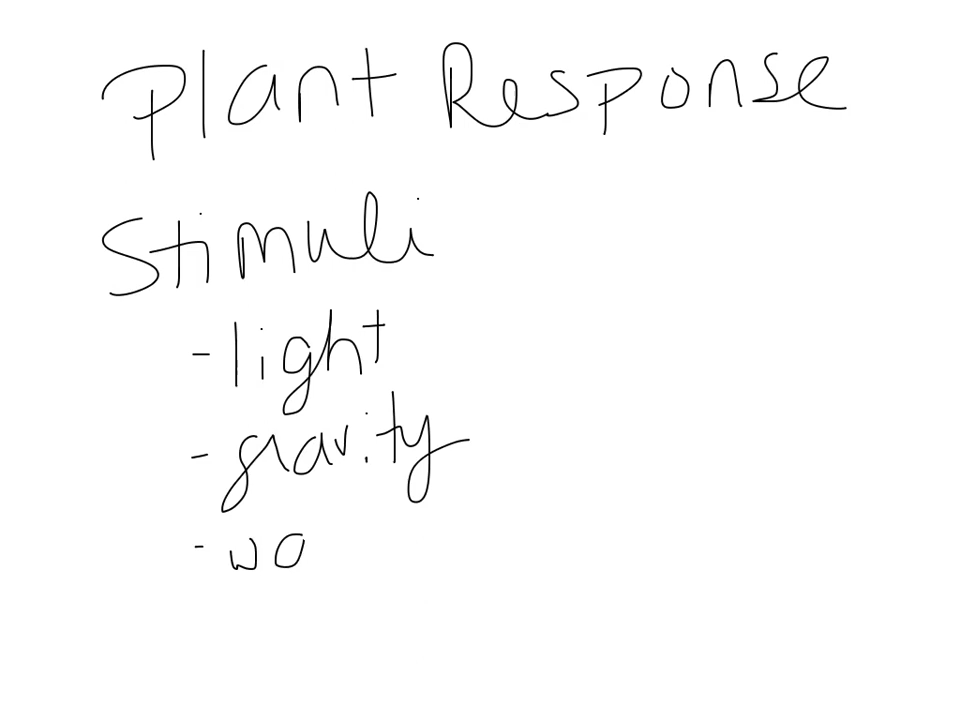 Plant Response
Stimuli
- light
- gravity
- wo